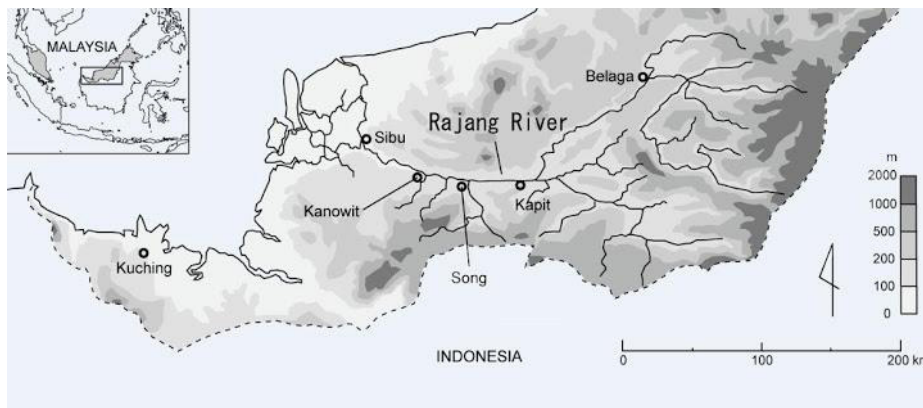 MALAYSIA
Belaga
Rajang River
Sibu
m
2000
1000
500
200
100
0
Kanowit
Kapit
Kuching
Song
INDONESIA
0 100 200 km